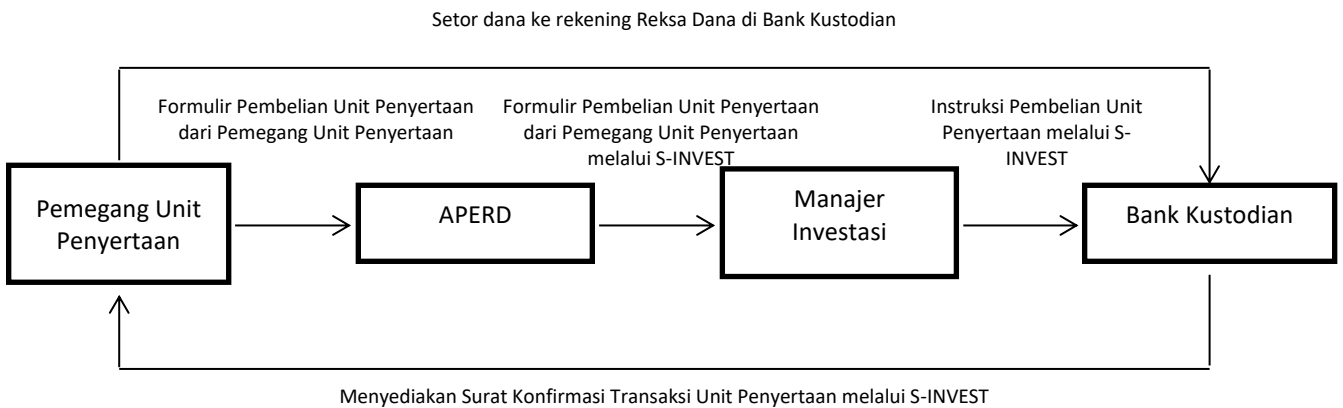 Setor dana ke rekening Reksa Dana di Bank Kustodian
Formulir Pembelian Unit Penyertaan
dari Pemegang Unit Penyertaan
Formulir Pembelian Unit Penyertaan
dari Pemegang Unit Penyertaan
melalui S-INVEST
Instruksi Pembelian Unit
Penyertaan melalui S-
INVEST
Pemegang Unit
Penyertaan
APERD
Manajer
Investasi
Bank Kustodian
Menyediakan Surat Konfirmasi Transaksi Unit Penyertaan melalui S-INVEST